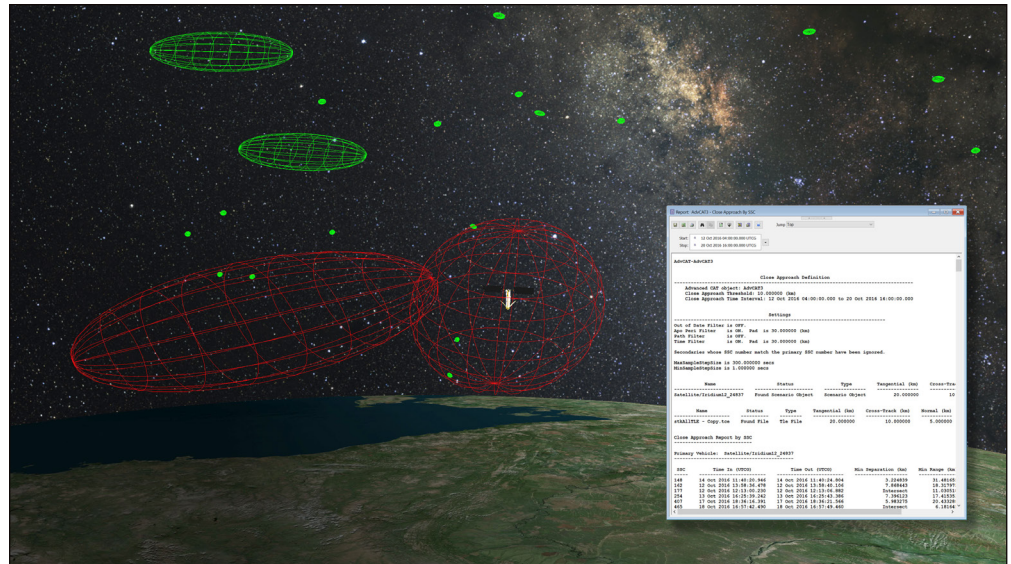 Report: AdvCAT3 - Close Approach By SSC
Jump: Top
Start: 12 Oct 2016 04:00:00.000 UTCG
Stop: 20 Oct 2016 16:00:00.000 UTCG
AdvCAT-AdvCAT3
Close Approach Definition
Advanced CAT object: AdvCAT3
Close Approach Threshold: 10.000000 (km)
Close Approach Time Interval: 12 Oct 2016 04:00:00.000 to 20 Oct 2016 16:00:00.000
Settings
Out of Date Filter is OFF.
Apo Peri Filter is ON. Pad is 30.000000 (km)
Path Filter is OFF.
Time Filter is ON. Pad is 30.000000 (km)
Secondaries whose SSC number match the primary SSC number have been ignored.
MaxSampleStepSize is 300.000000 secs
MinSampleStepSize is 1.000000 secs
Name Status Type Tangential (km) Cross-Tra
Satellite/Iridium12_24837 Found Scenario Object Scenario Object 20.000000 10
Name Status Type Tangential (km) Cross-Track (km) Normal (km)
stkAllTLE - Copy.tce Found File Tle File 20.000000 10.000000 5.000000
Close Approach Report by SSC
Primary Vehicle: Satellite/Iridium12_24837
SSC Time In (UTCG) Time Out (UTCG) Min Separation (km) Min Range (km
148 14 Oct 2016 11:40:20.946 14 Oct 2016 11:40:24.804 3.224839 31.48165
162 12 Oct 2016 13:58:36.478 12 Oct 2016 13:58:40.106 7.868443 18.31797
177 12 Oct 2016 12:13:00.230 12 Oct 2016 12:13:06.882 Intersect 11.03051
254 13 Oct 2016 16:25:39.242 13 Oct 2016 16:25:43.386 7.396123 17.41535
407 17 Oct 2016 18:36:16.391 17 Oct 2016 18:36:21.566 5.983275 20.43328
465 18 Oct 2016 16:57:42.490 18 Oct 2016 16:57:49.460 Intersect 6.18164